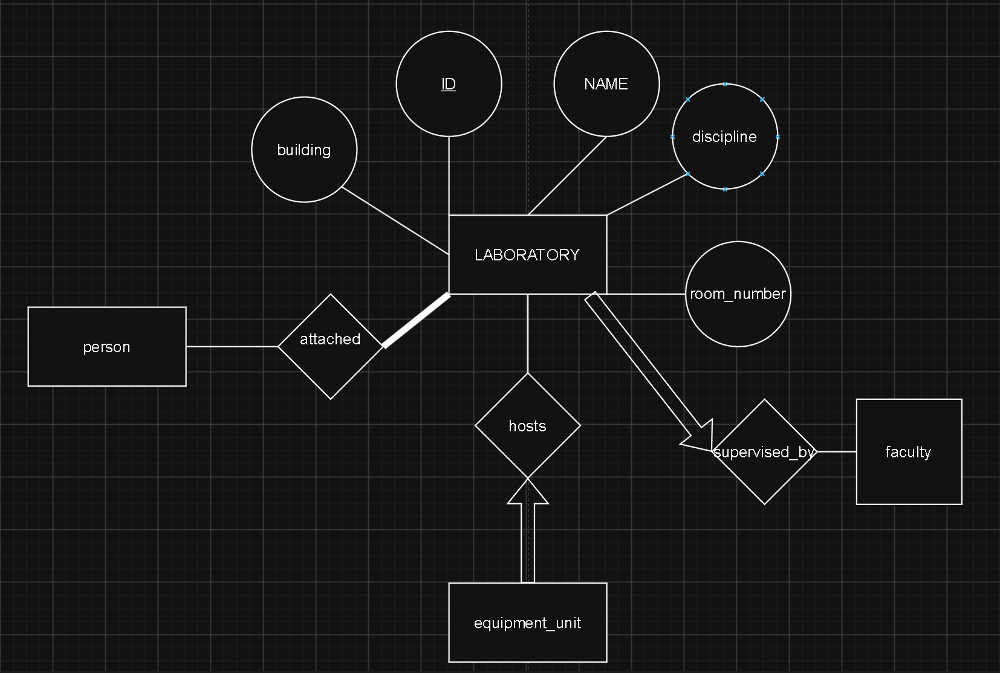 ID
NAME
discipline
building
LABORATORY
room_number
person
attached
hosts
supervised_by
faculty
equipment_unit